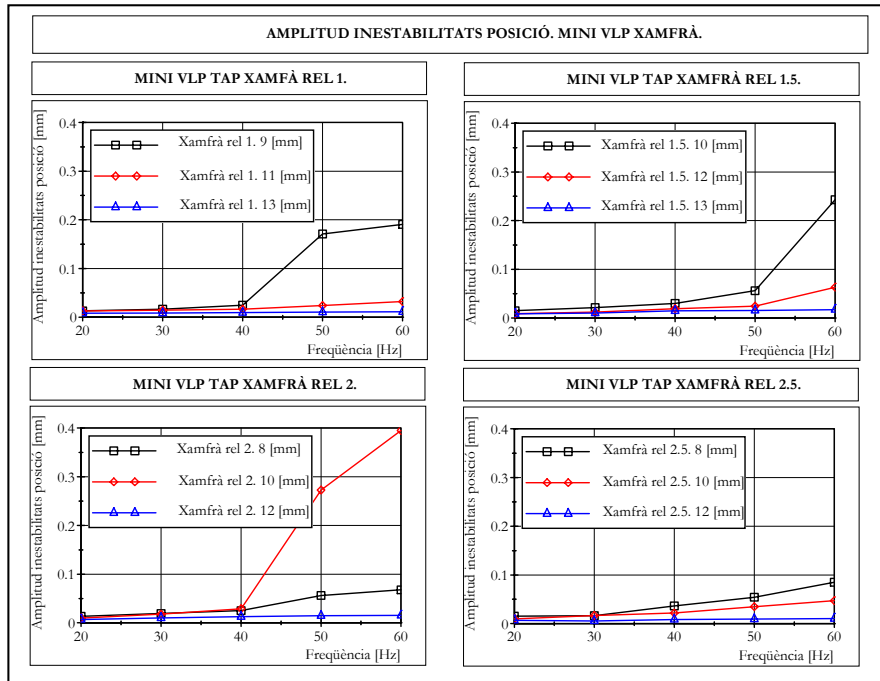 AMPLITUD INESTABILITATS POSICIÓ. MINI VLP XAMFRÀ.
MINI VLP TAP XAMFÀ REL 1.
Amplitud inestabilitats posició [mm]
0.4
0.3
0.2
0.1
0
Xamfrà rel 1. 9 [mm]
Xamfrà rel 1. 11 [mm]
Xamfrà rel 1. 13 [mm]
20 30 40 50 60
Freqüència [Hz]
MINI VLP TAP XAMFRÀ REL 1.5.
Amplitud inestabilitats posició [mm]
0.4
0.3
0.2
0.1
0
Xamfrà rel 1.5. 10 [mm]
Xamfrà rel 1.5. 12 [mm]
Xamfrà rel 1.5. 13 [mm]
20 30 40 50 60
Freqüència [Hz]
MINI VLP TAP XAMFRÀ REL 2.
Amplitud inestabilitats posició [mm]
0.4
0.3
0.2
0.1
0
Xamfrà rel 2. 8 [mm]
Xamfrà rel 2. 10 [mm]
Xamfrà rel 2. 12 [mm]
20 30 40 50 60
Freqüència [Hz]
MINI VLP TAP XAMFRÀ REL 2.5.
Amplitud inestabilitats posició [mm]
0.4
0.3
0.2
0.1
0
Xamfrà rel 2.5. 8 [mm]
Xamfrà rel 2.5. 10 [mm]
Xamfrà rel 2.5. 12 [mm]
20 30 40 50 60
Freqüència [Hz]